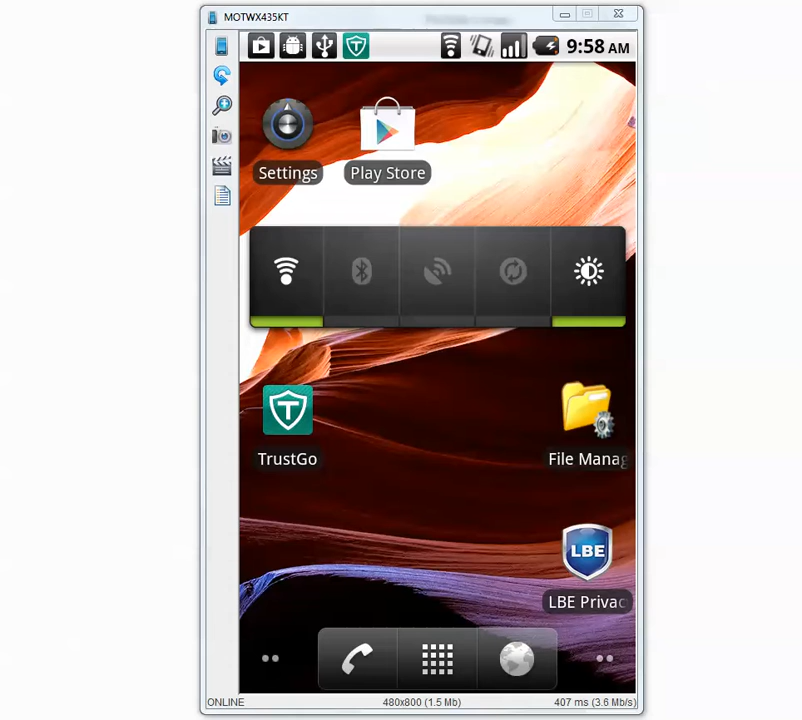 MOTWX435KT
9:58 AM
Settings
Play Store
T
TrustGo
File Manag
LBE
LBE Privac
ONLINE
480x800 (1.5 Mb)
407 ms (3.6 Mb/s)